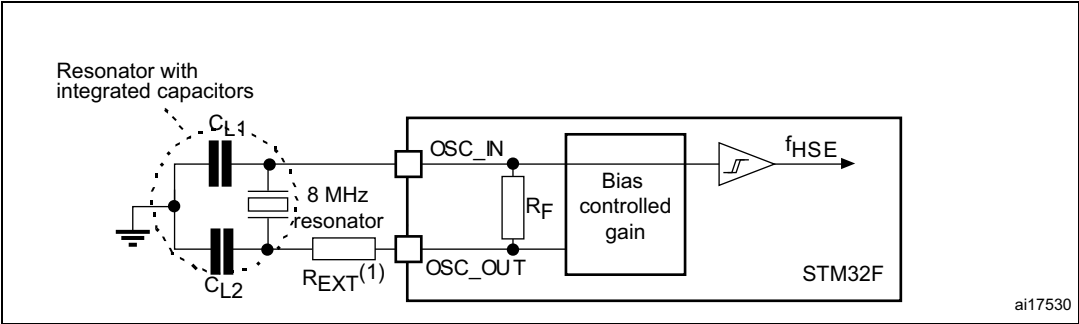 Resonator with
integrated capacitors
CL1
OSC_IN
fHSE
8 MHz
resonator
RF
Bias
controlled
gain
REXT(1)
OSC_OUT
STM32F
CL2
ai17530